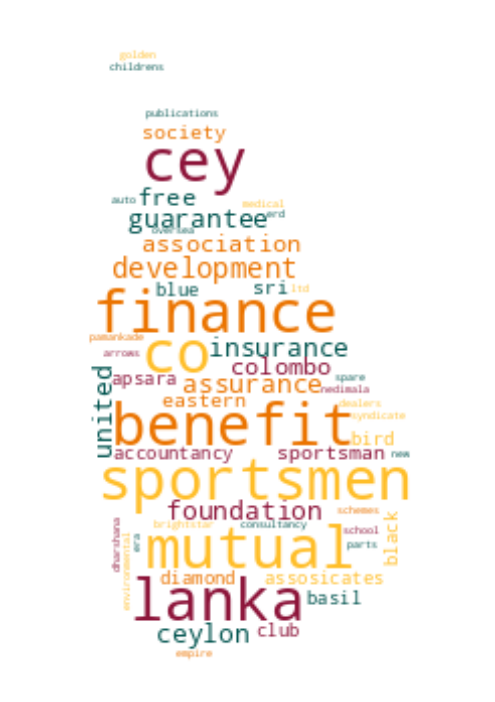 golden
childrens
publications
society
cey
auto free medical
guarantee erd
oversea
association
development
blue sri ltd
finance
pamankade
co insurance
arrows colombo
apsara assurance spare
nedimala
eastern dealers
united
benefit syndicate
bird
accountancy sportsman new
sportsmen
foundation schemes
brightstar consultancy
school
dharshana
environmental
era
mutual parts
black
diamond assosicates
lanka basil
ceylon club
empire